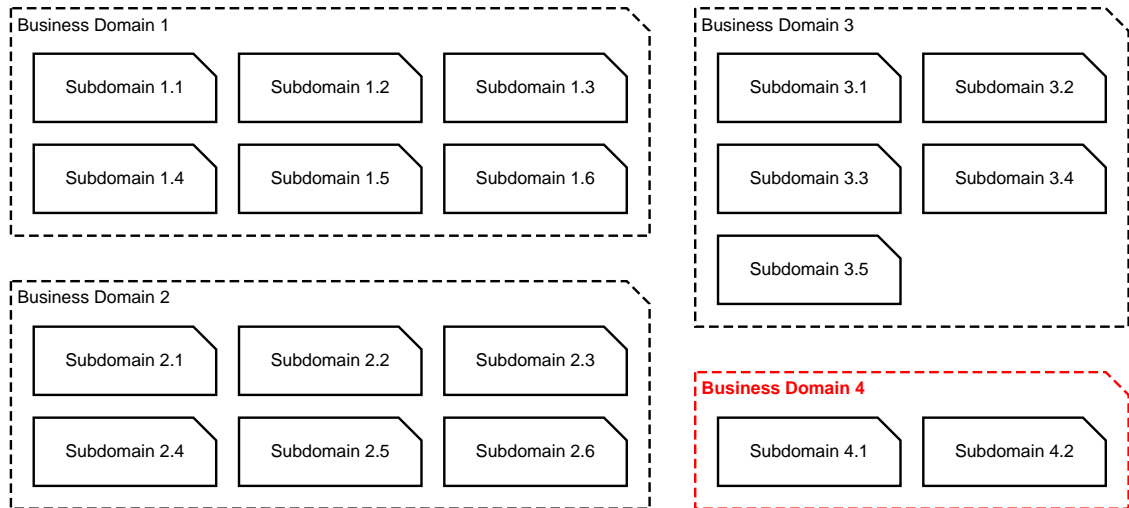 Business Domain 1
Subdomain 1.1
Subdomain 1.2
Subdomain 1.3
Subdomain 1.4
Subdomain 1.5
Subdomain 1.6
Business Domain 2
Subdomain 2.1
Subdomain 2.2
Subdomain 2.3
Subdomain 2.4
Subdomain 2.5
Subdomain 2.6
Business Domain 3
Subdomain 3.1
Subdomain 3.2
Subdomain 3.3
Subdomain 3.4
Subdomain 3.5
Business Domain 4
Subdomain 4.1
Subdomain 4.2